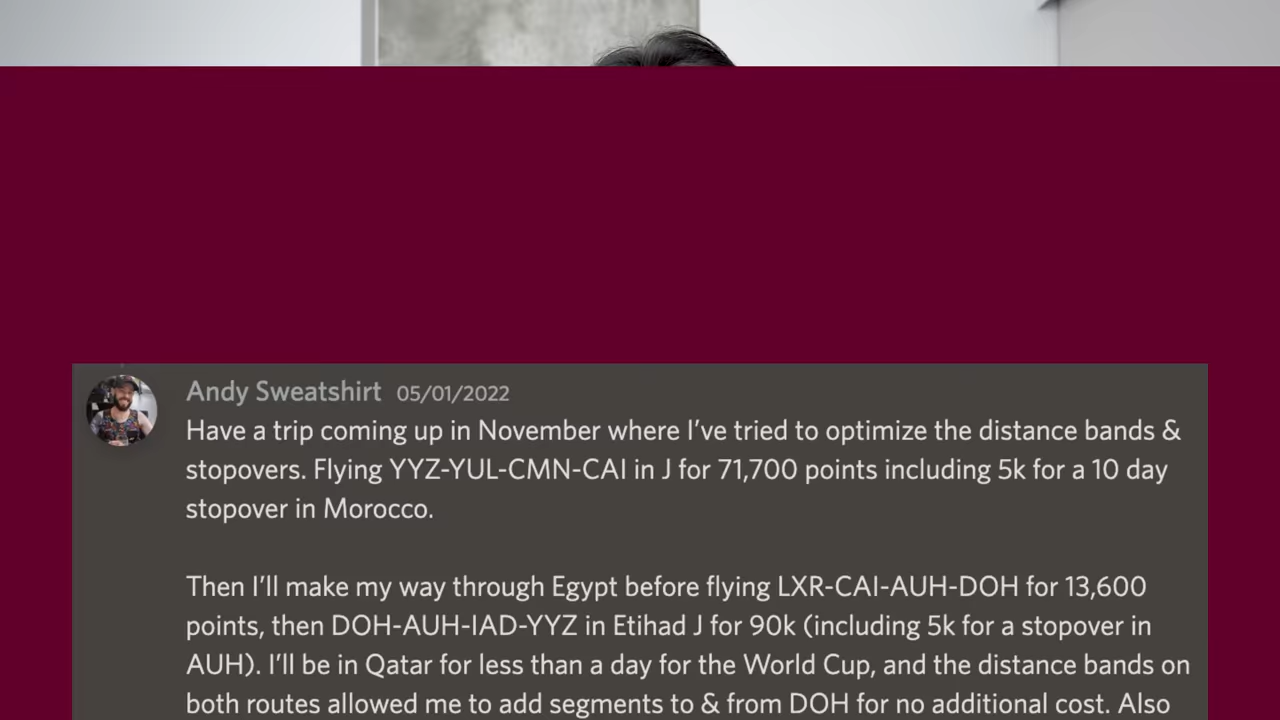 Andy Sweatshirt 05/01/2022
Have a trip coming up in November where I've tried to optimize the distance bands &
stopovers. Flying YYZ-YUL-CMN-CAI in J for 71,700 points including 5k for a 10 day
stopover in Morocco.
Then I'll make my way through Egypt before flying LXR-CAI-AUH-DOH for 13,600
points, then DOH-AUH-IAD-YYZ in Etihad J for 90k (including 5k for a stopover in
AUH). I'll be in Qatar for less than a day for the World Cup, and the distance bands on
both routes allowed me to add segments to & from DOH for no additional cost. Also